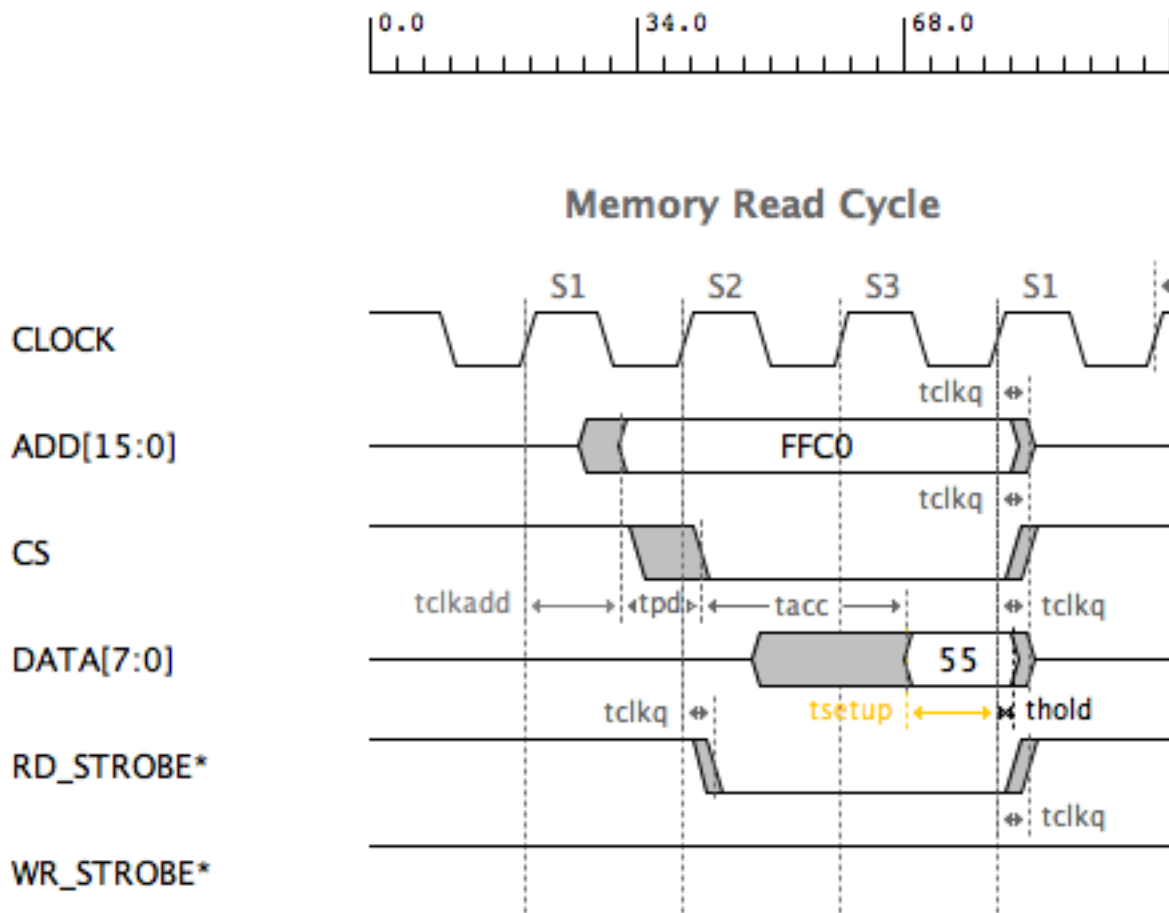 0.0 34.0 68.0
Memory Read Cycle
S1 S2 S3 S1
CLOCK
tclkq
ADD[15:0] FFC0
tclkq
CS
tclkadd tpd tacc tclkq
DATA[7:0] 55
tclkq tsetup thold
RD_STROBE*
tclkq
WR_STROBE*